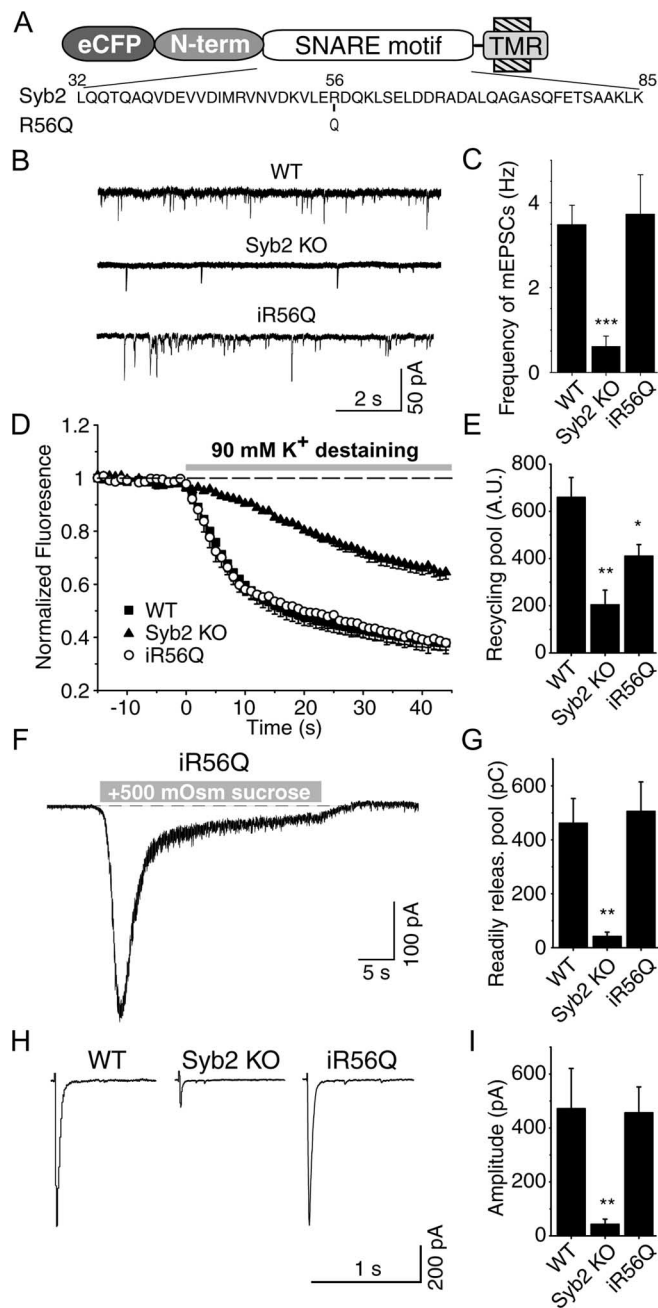 A
eCFP N-term SNARE motif TMR
32 56 85
Syb2 LQQTQAQVDEVVDIMRVNVDKVLERDQKLSELDDRADALQAGASQFETSAAKLK
R56Q Q
B
WT
Syb2 KO
iR56Q
2 s
50 pA
C
Frequency of mEPSCs (Hz)
4
2
0
***
WT Syb2 KO iR56Q
D
90 mM K+ destaining
Normalized Fluoresence
1.2
1
0.8
0.6
0.4
0.2
WT
Syb2 KO
iR56Q
-10 0 10 20 30 40
Time (s)
E
Recycling pool (A.U.)
800
600
400
200
0
** *
WT Syb2 KO iR56Q
F
iR56Q
+500 mOsm sucrose
5 s
100 pA
G
Readily releas. pool (pC)
600
400
200
0
**
WT Syb2 KO iR56Q
H
WT Syb2 KO iR56Q
1 s
200 pA
I
Amplitude (pA)
600
400
200
0
**
WT Syb2 KO iR56Q